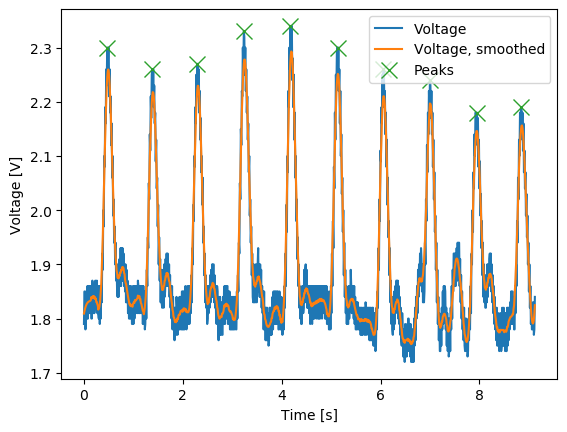 Voltage
Voltage, smoothed
Peaks
Voltage [V]
2.3
2.2
2.1
2.0
1.9
1.8
1.7
0
2
4
6
8
Time [s]